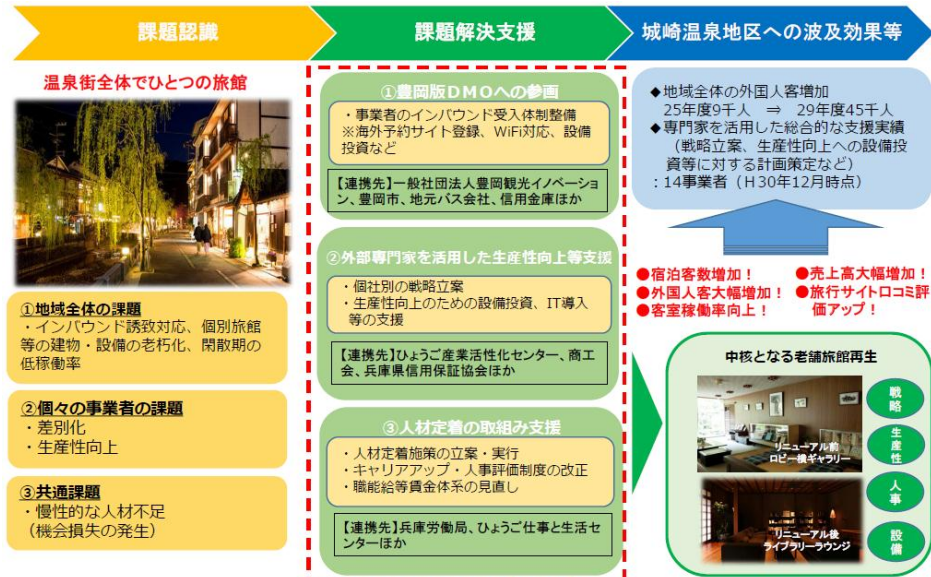 課題認識
課題解決支援
城崎温泉地区への波及効果等
温泉街全体でひとつの旅館
①地域全体の課題
・インバウンド誘致対応、個別旅館
等の建物・設備の老朽化、閑散期の
低稼働率
②個々の事業者の課題
・差別化
・生産性向上
③共通課題
・慢性的な人材不足
(機会損失の発生)
①豊岡版DMOへの参画
・事業者のインバウンド受入体制整備
※海外予約サイト登録、WiFi対応、設備
投資など
【連携先】一般社団法人豊岡観光イノベーショ
ン、豊岡市、地元バス会社、信用金庫ほか
②外部専門家を活用した生産性向上等支援
・個社別の戦略立案
・生産性向上のための設備投資、IT導入
等の支援
【連携先】ひょうご産業活性化センター、商工
会、兵庫県信用保証協会ほか
③人材定着の取組み支援
・人材定着施策の立案・実行
・キャリアアップ・人事評価制度の改正
・職能給等賃金体系の見直し
【連携先】兵庫労働局、ひょうご仕事と生活セ
ンターほか
◆地域全体の外国人客増加
25年度9千人 ⇒ 29年度45千人
◆専門家を活用した総合的な支援実績
(戦略立案、生産性向上への設備投
資等に対する計画策定など)
:14事業者(H30年12月時点)
●宿泊客数増加!
●外国人客大幅増加!
●客室稼働率向上!
●売上高大幅増加!
●旅行サイト口コミ評
価アップ!
中核となる老舗旅館再生
リニューアル前
ロビー横ギャラリー
リニューアル後
ライブラリーラウンジ
戦略
生産性
人事
設備